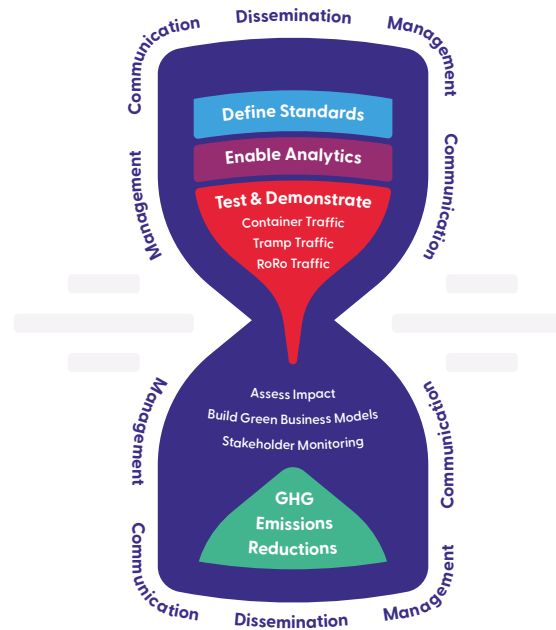 Communication
Dissemination
Management
Management
Communication
Define Standards
Enable Analytics
Test & Demonstrate
Container Traffic
Tramp Traffic
RoRo Traffic
Assess Impact
Build Green Business Models
Stakeholder Monitoring
GHG
Emissions
Reductions
Management
Communication
Communication
Dissemination
Management